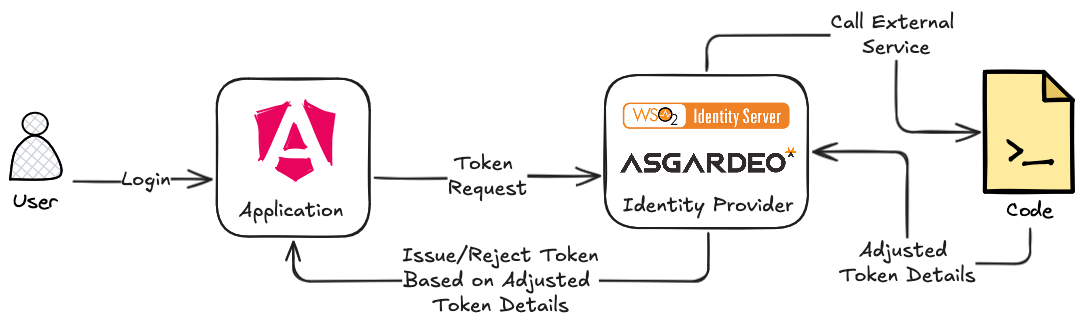 Call External
Service
WSO2 Identity Server
ASGARDEO
Login
Token
Request
User
Application
Identity Provider
Code
Issue/Reject Token
Based on Adjusted
Token Details
Adjusted
Token Details
>_